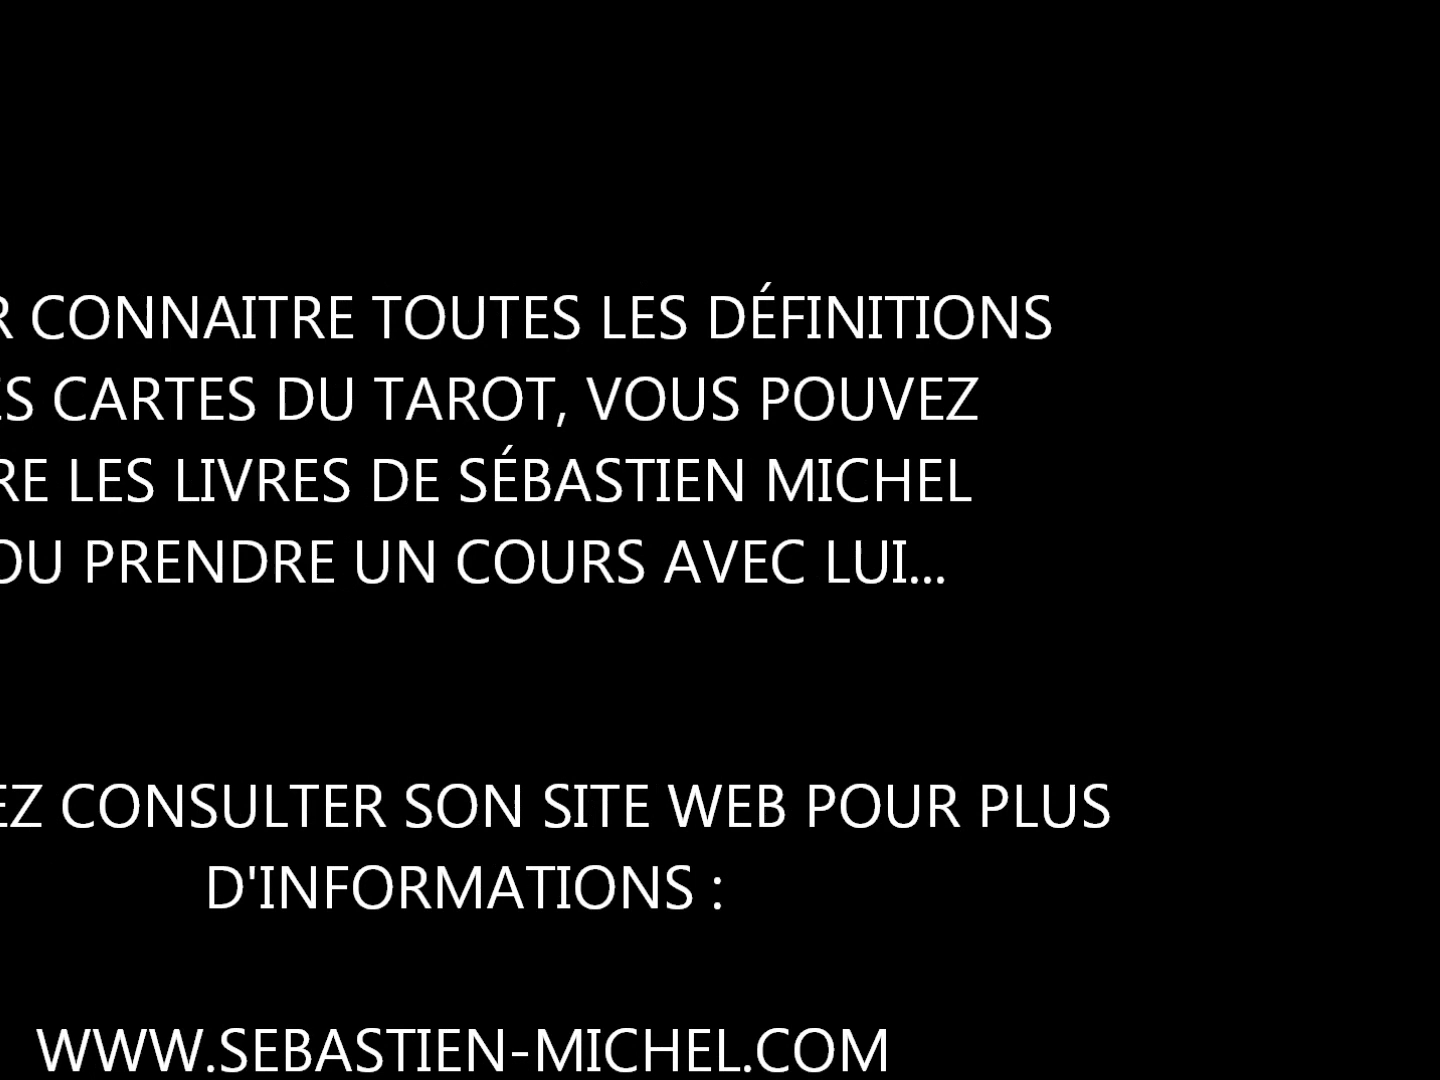 R CONNAITRE TOUTES LES DÉFINITIONS
ES CARTES DU TAROT, VOUS POUVEZ
RE LES LIVRES DE SÉBASTIEN MICHEL
OU PRENDRE UN COURS AVEC LUI...
EZ CONSULTER SON SITE WEB POUR PLUS
D'INFORMATIONS :
WWW.SEBASTIEN-MICHEL.COM